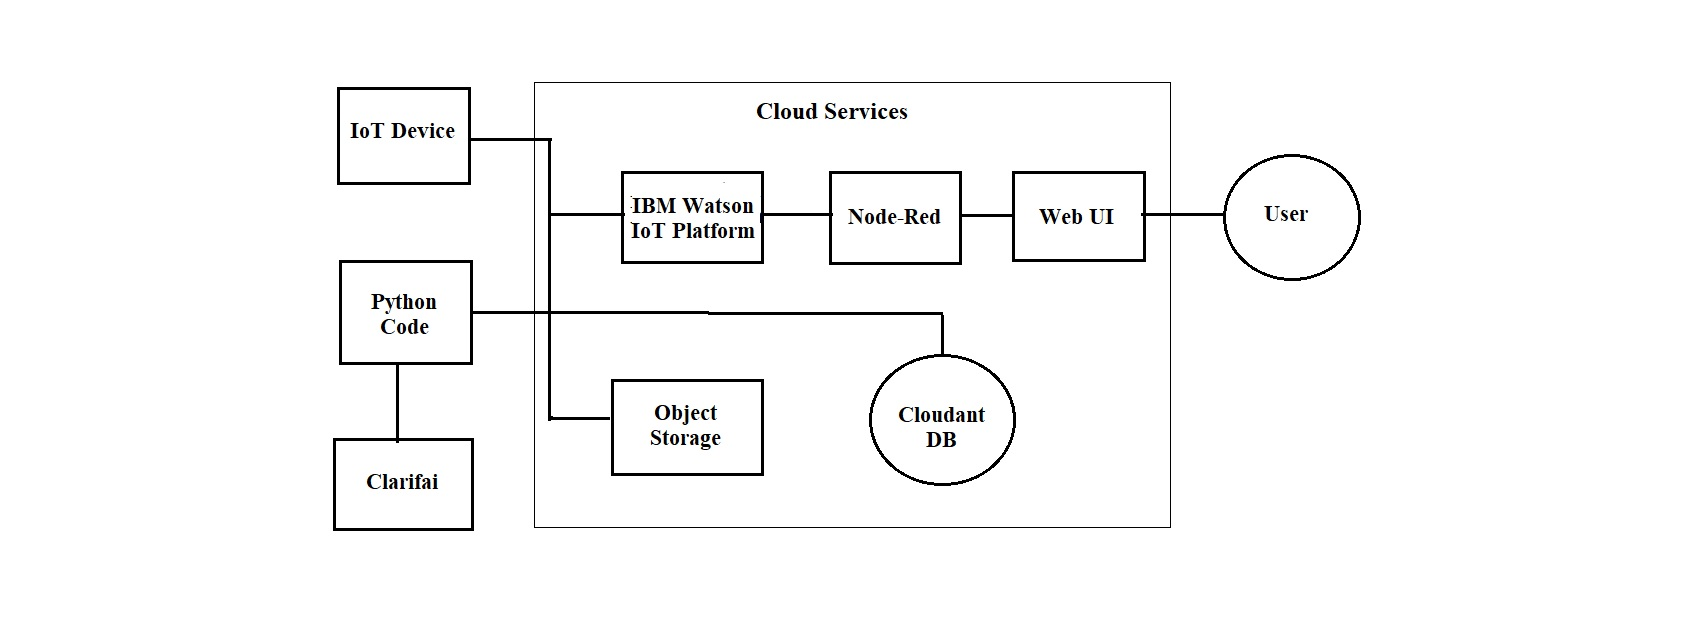 Cloud Services
IoT Device
IBM Watson
IoT Platform
Node-Red
Web UI
User
Python
Code
Object
Storage
Cloudant
DB
Clarifai